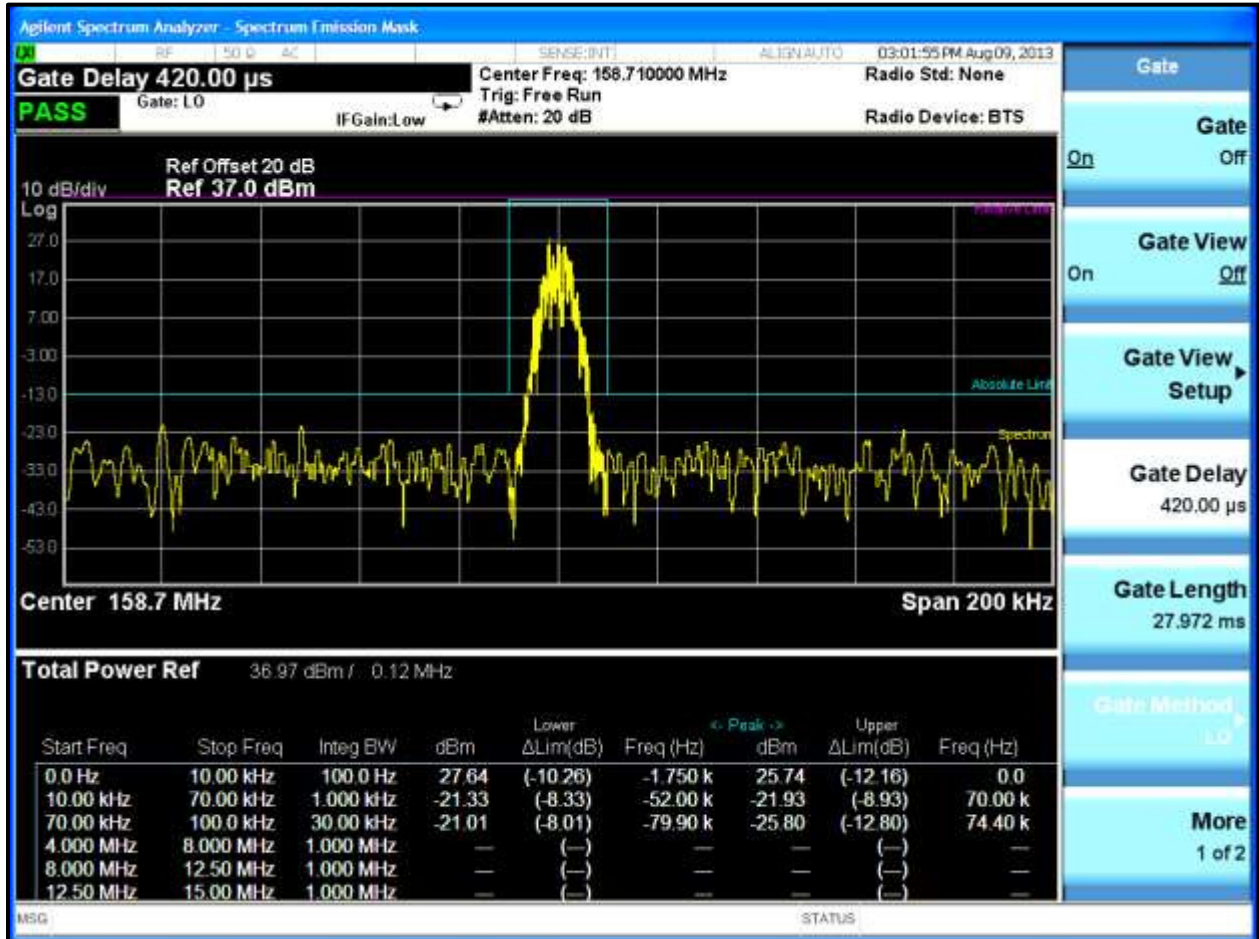 Agilent Spectrum Analyzer - Spectrum Emission Mask
LXI RF 50 Ω AC SENSE:INT ALIGN AUTO 03:01:55 PM Aug 09, 2013
Gate Delay 420.00 µs
Center Freq: 158.710000 MHz
Radio Std: None
PASS
Gate: LO
IFGain:Low
Trig: Free Run
#Atten: 20 dB
Radio Device: BTS
Ref Offset 20 dB
10 dB/div Ref 37.0 dBm
Log
Relative Limit
27.0
17.0
7.00
-3.00
-13.0
Absolute Limit
-23.0
Spectrum
-33.0
-43.0
-53.0
Center 158.7 MHz Span 200 kHz
Total Power Ref 36.97 dBm / 0.12 MHz
Lower <- Peak -> Upper
Start Freq Stop Freq Integ BW dBm ΔLim(dB) Freq (Hz) dBm ΔLim(dB) Freq (Hz)
0.0 Hz 10.00 kHz 100.0 Hz 27.64 (-10.26) -1.750 k 25.74 (-12.16) 0.0
10.00 kHz 70.00 kHz 1.000 kHz -21.33 (-8.33) -52.00 k -21.93 (-8.93) 70.00 k
70.00 kHz 100.0 kHz 30.00 kHz -21.01 (-8.01) -79.90 k -25.80 (-12.80) 74.40 k
4.000 MHz 8.000 MHz 1.000 MHz --- (---) --- --- (---) ---
8.000 MHz 12.50 MHz 1.000 MHz --- (---) --- --- (---) ---
12.50 MHz 15.00 MHz 1.000 MHz --- (---) --- --- (---) ---
MSG STATUS
Gate
Gate
On Off
Gate View
On Off
Gate View
Setup
Gate Delay
420.00 µs
Gate Length
27.972 ms
Gate Method
LO
More
1 of 2